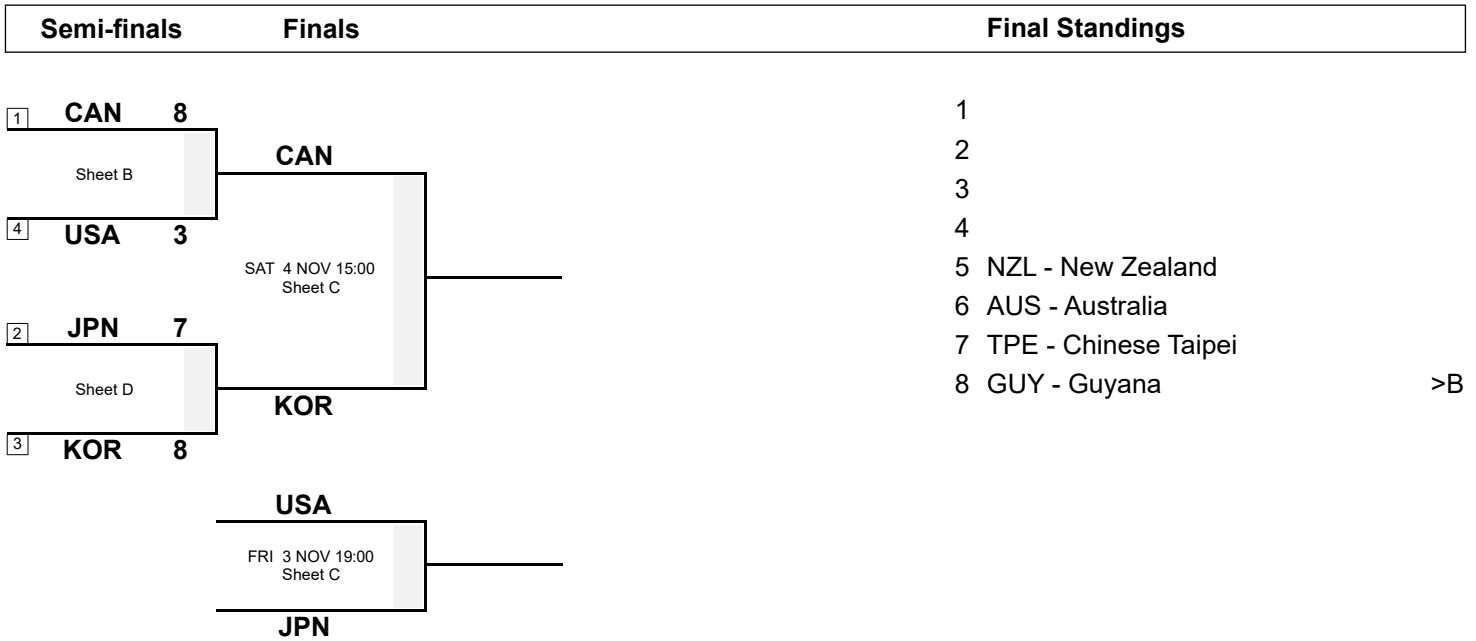 Semi-finals Finals Final Standings
1 CAN 8
Sheet B
4 USA 3
CAN
SAT 4 NOV 15:00
Sheet C
KOR
2 JPN 7
Sheet D
3 KOR 8
USA
FRI 3 NOV 19:00
Sheet C
JPN
1
2
3
4
5 NZL - New Zealand
6 AUS - Australia
7 TPE - Chinese Taipei
8 GUY - Guyana >B